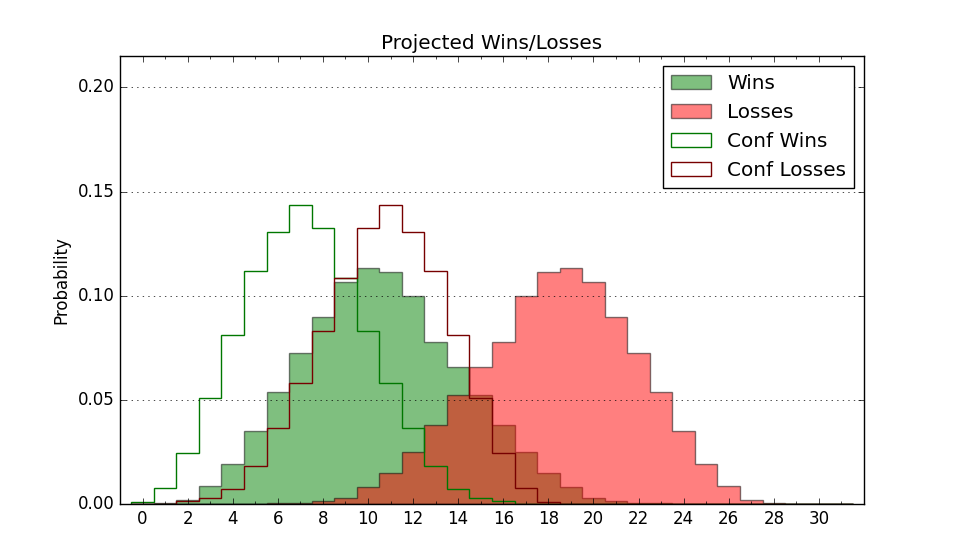 Projected Wins/Losses
Probability
0.20
0.15
0.10
0.05
0.00
Wins
Losses
Conf Wins
Conf Losses
0 2 4 6 8 10 12 14 16 18 20 22 24 26 28 30